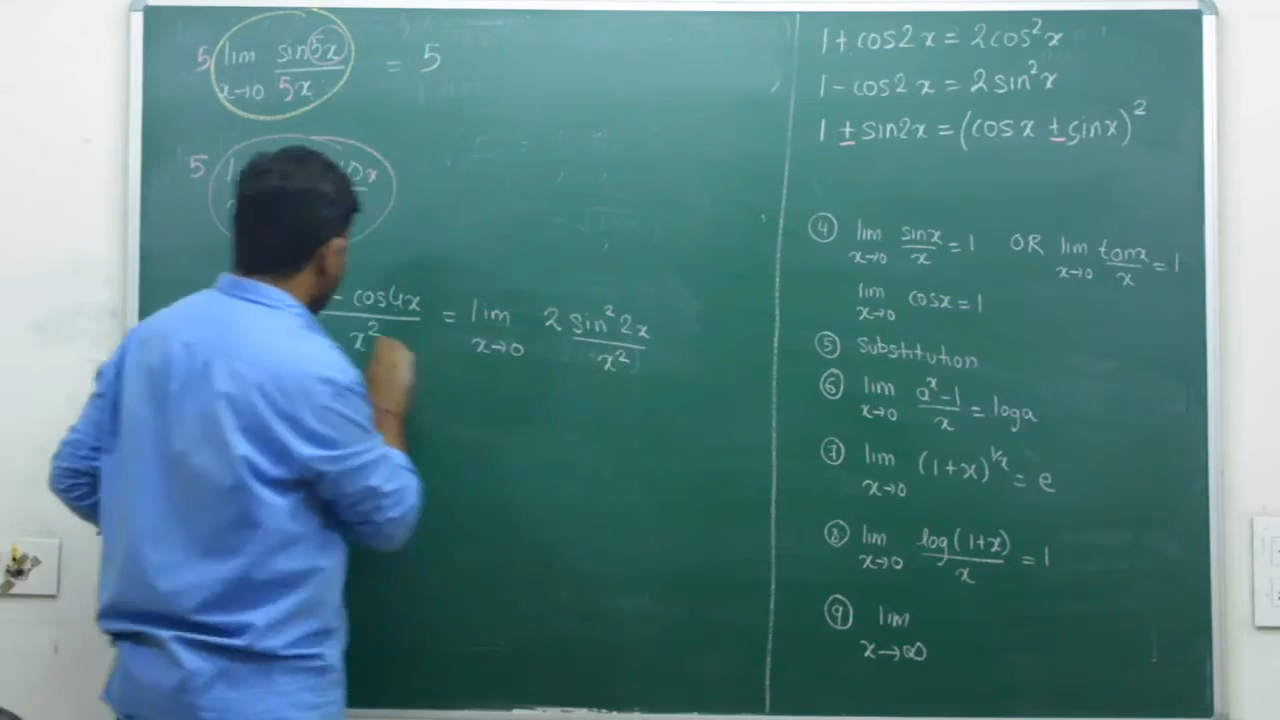 5 lim x→0 sin5x / 5x = 5
5
- cos4x / x² = lim x→0 2 sin²2x / x²
1 + cos2x = 2cos²x
1 - cos2x = 2sin²x
1 ± sin2x = (cosx ± sinx)²
④ lim x→0 sinx / x = 1 OR lim x→0 tanx / x = 1
lim x→0 cosx = 1
⑤ Substitution
⑥ lim x→0 aˣ-1 / x = loga
⑦ lim x→0 (1+x)^1/x = e
⑧ lim x→0 log(1+x) / x = 1
⑨ lim x→∞